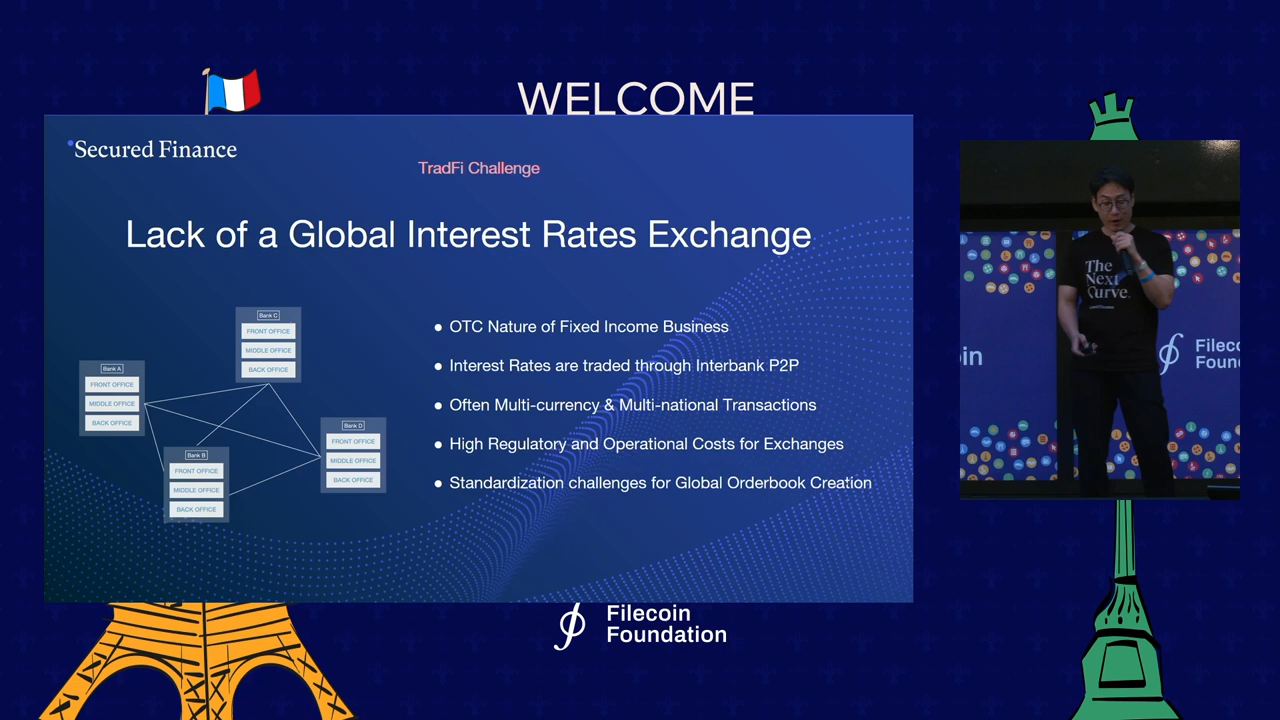 WELCOME
Secured Finance
TradFi Challenge
Lack of a Global Interest Rates Exchange
Bank C
FRONT OFFICE
MIDDLE OFFICE
BACK OFFICE
Bank A
FRONT OFFICE
MIDDLE OFFICE
BACK OFFICE
Bank B
FRONT OFFICE
MIDDLE OFFICE
BACK OFFICE
Bank D
FRONT OFFICE
MIDDLE OFFICE
BACK OFFICE
● OTC Nature of Fixed Income Business
● Interest Rates are traded through Interbank P2P
● Often Multi-currency & Multi-national Transactions
● High Regulatory and Operational Costs for Exchanges
● Standardization challenges for Global Orderbook Creation
The
Next
Curve.
oin
Fileco
Foun
Filecoin
Foundation